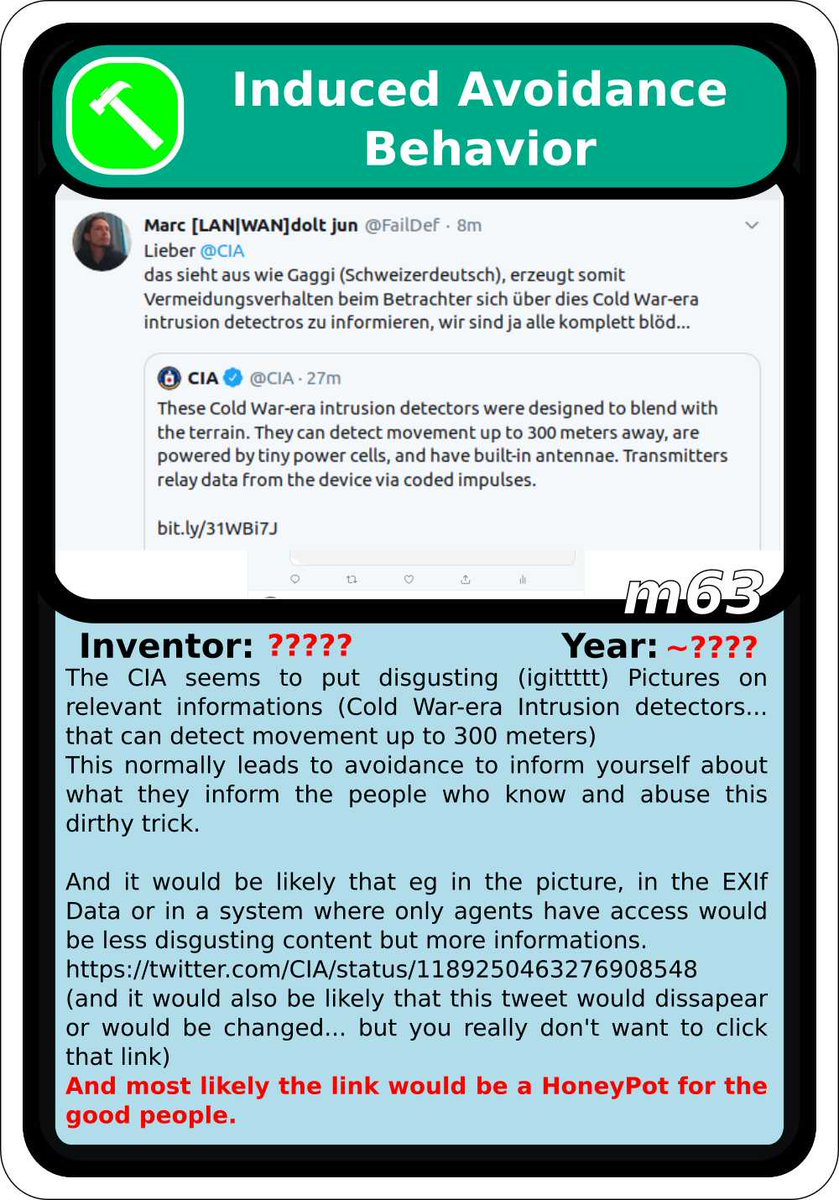 Induced Avoidance
Behavior
Marc [LAN|WAN]dolt jun @FailDef · 8m
Lieber @CIA
das sieht aus wie Gaggi (Schweizerdeutsch), erzeugt somit
Vermeidungsverhalten beim Betrachter sich über dies Cold War-era
intrusion detectros zu informieren, wir sind ja alle komplett blöd...
CIA @CIA · 27m
These Cold War-era intrusion detectors were designed to blend with
the terrain. They can detect movement up to 300 meters away, are
powered by tiny power cells, and have built-in antennae. Transmitters
relay data from the device via coded impulses.
bit.ly/31WBi7J
m63
Inventor: ????? Year: ~????
The CIA seems to put disgusting (igittttt) Pictures on
relevant informations (Cold War-era Intrusion detectors...
that can detect movement up to 300 meters)
This normally leads to avoidance to inform yourself about
what they inform the people who know and abuse this
dirthy trick.
And it would be likely that eg in the picture, in the EXIf
Data or in a system where only agents have access would
be less disgusting content but more informations.
https://twitter.com/CIA/status/1189250463276908548
(and it would also be likely that this tweet would dissapear
or would be changed... but you really don't want to click
that link)
And most likely the link would be a HoneyPot for the
good people.